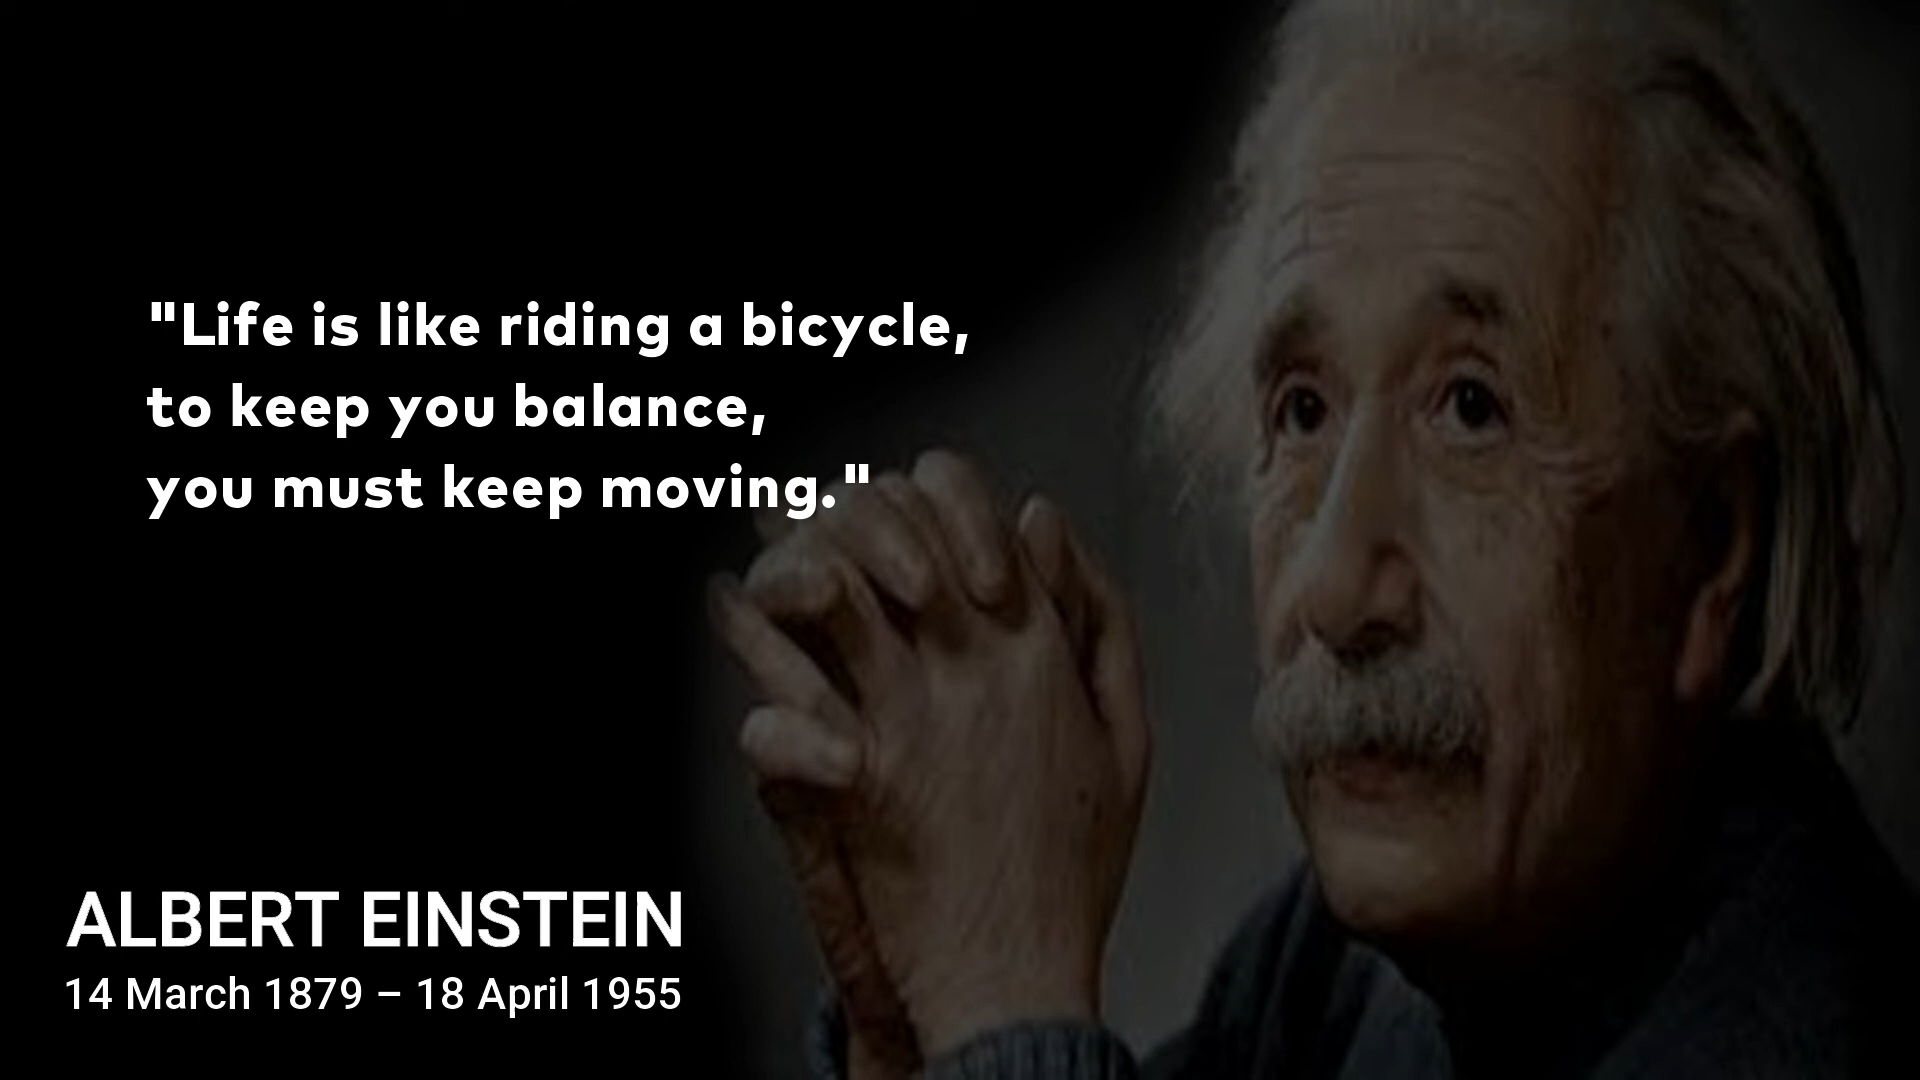 "Life is like riding a bicycle,
to keep you balance,
you must keep moving."
ALBERT EINSTEIN
14 March 1879 – 18 April 1955